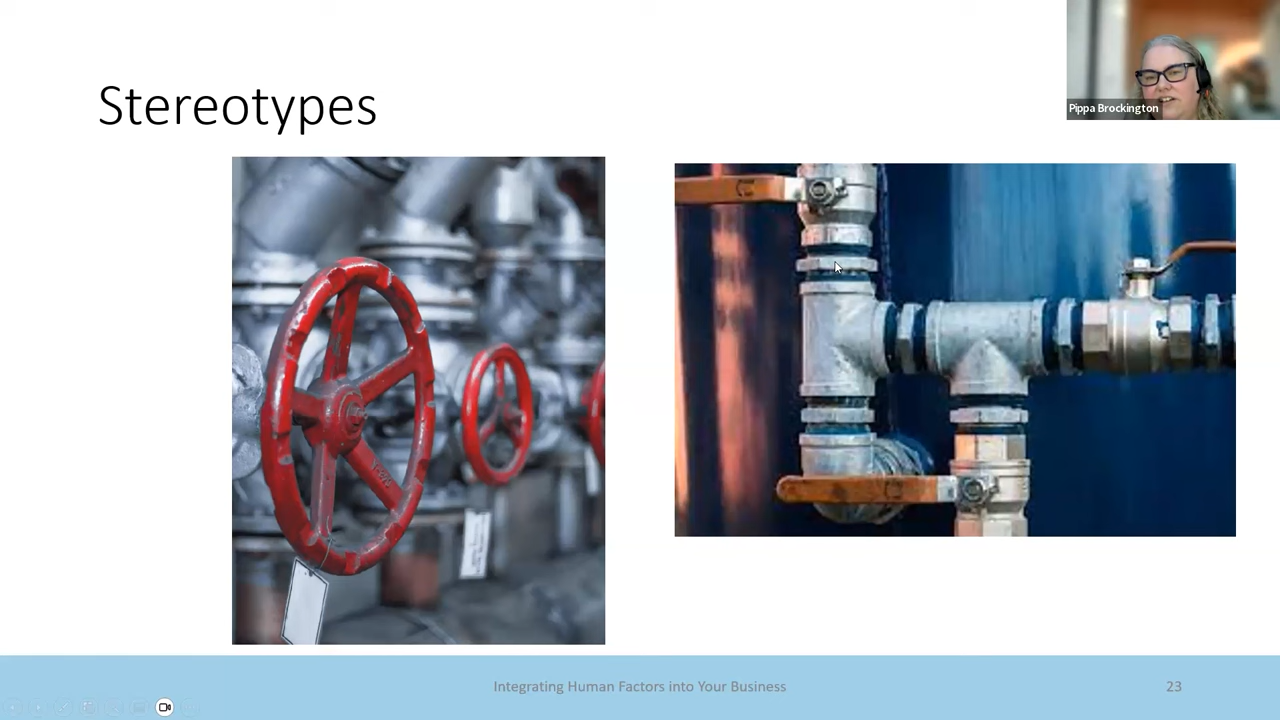 Stereotypes
Pippa Brockington
Integrating Human Factors into Your Business
23